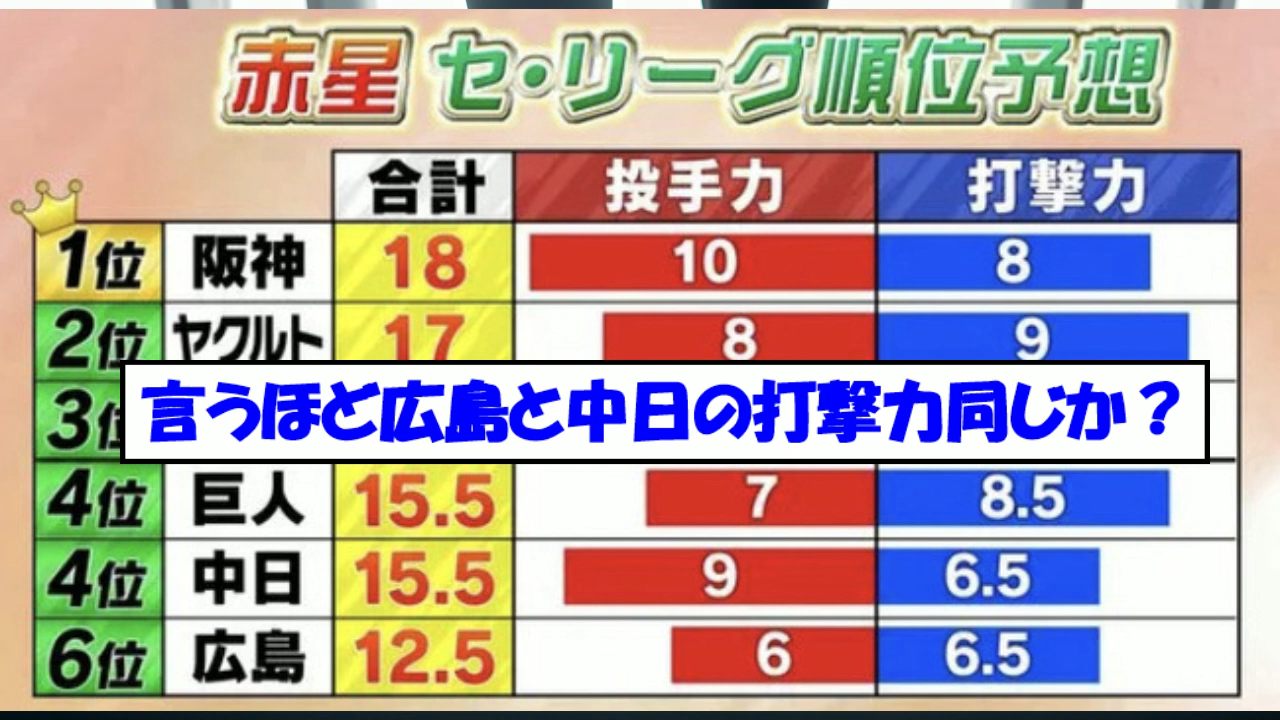 赤星 セ・リーグ順位予想
合計 投手力 打撃力
1位 阪神 18 10 8
2位 ヤクルト 17 8 9
3位
言うほど広島と中日の打撃力同じか？
4位 巨人 15.5 7 8.5
4位 中日 15.5 9 6.5
6位 広島 12.5 6 6.5